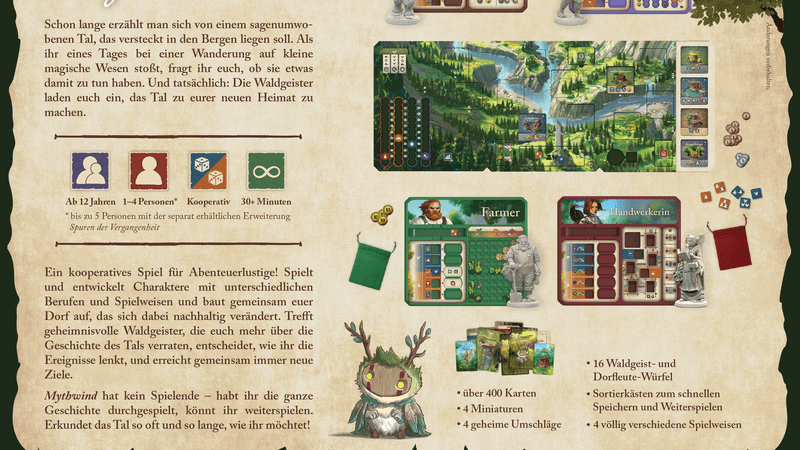 Schon lange erzählt man sich von einem sagenumwo-
benen Tal, das versteckt in den Bergen liegen soll. Als
ihr eines Tages bei einer Wanderung auf kleine
magische Wesen stoßt, fragt ihr euch, ob sie etwas
damit zu tun haben. Und tatsächlich: Die Waldgeister
laden euch ein, das Tal zu eurer neuen Heimat zu
machen.
Ab 12 Jahren 1–4 Personen* Kooperativ 30+ Minuten
* bis zu 5 Personen mit der separat erhältlichen Erweiterung
Spuren der Vergangenheit
Ein kooperatives Spiel für Abenteuerlustige! Spielt
und entwickelt Charaktere mit unterschiedlichen
Berufen und Spielweisen und baut gemeinsam euer
Dorf auf, das sich dabei nachhaltig verändert. Trefft
geheimnisvolle Waldgeister, die euch mehr über die
Geschichte des Tals verraten, entscheidet, wie ihr die
Ereignisse lenkt, und erreicht gemeinsam immer neue
Ziele.
Mythwind hat kein Spielende – habt ihr die ganze
Geschichte durchgespielt, könnt ihr weiterspielen.
Erkundet das Tal so oft und so lange, wie ihr möchtet!
Änderungen vorbehalten.
Farmer
Handwerkerin
• über 400 Karten
• 4 Miniaturen
• 4 geheime Umschläge
• 16 Waldgeist- und
Dorfleute-Würfel
• Sortierkästen zum schnellen
Speichern und Weiterspielen
• 4 völlig verschiedene Spielweisen